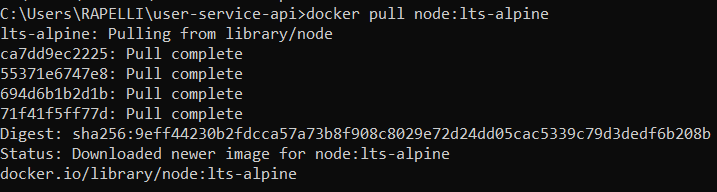 C:\Users\RAPELLI\user-service-api>docker pull node:lts-alpine
lts-alpine: Pulling from library/node
ca7dd9ec2225: Pull complete
55371e6747e8: Pull complete
694d6b1b2d1b: Pull complete
71f41f5ff77d: Pull complete
Digest: sha256:9eff44230b2fdcca57a73b8f908c8029e72d24dd05cac5339c79d3dedf6b208b
Status: Downloaded newer image for node:lts-alpine
docker.io/library/node:lts-alpine